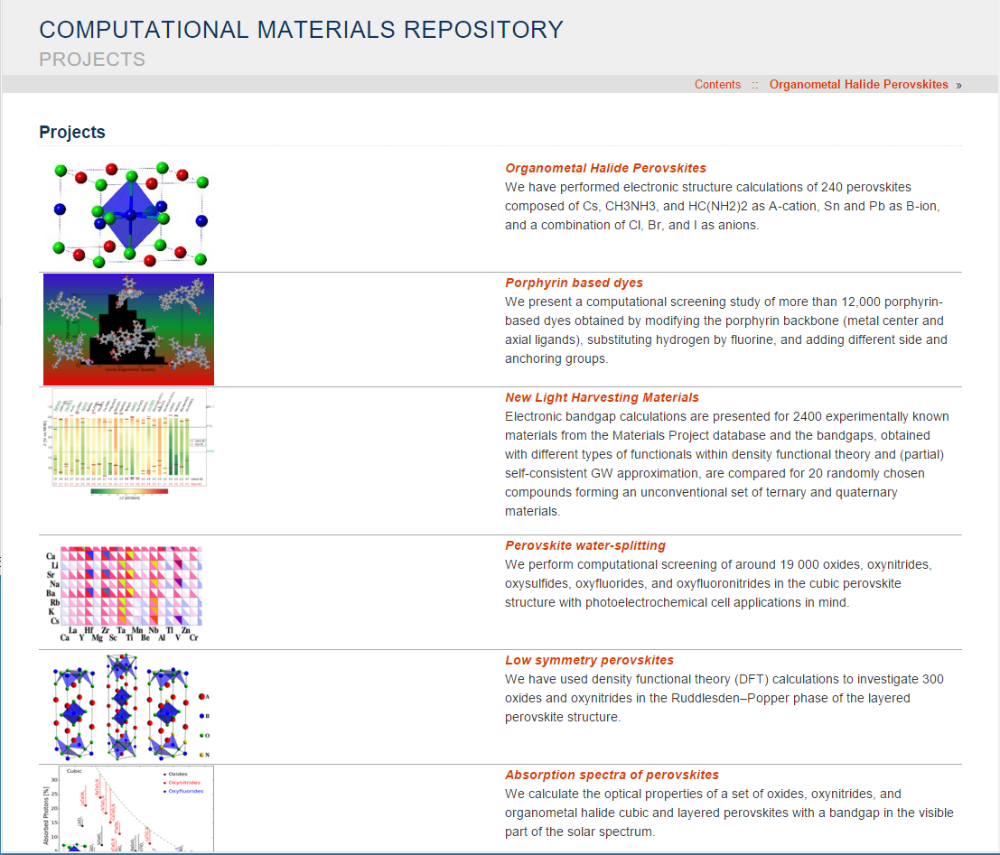 COMPUTATIONAL MATERIALS REPOSITORY
PROJECTS
Contents :: Organometal Halide Perovskites »
Projects
Organometal Halide Perovskites
We have performed electronic structure calculations of 240 perovskites
composed of Cs, CH3NH3, and HC(NH2)2 as A-cation, Sn and Pb as B-ion,
and a combination of Cl, Br, and I as anions.
Porphyrin based dyes
We present a computational screening study of more than 12,000 porphyrin-
based dyes obtained by modifying the porphyrin backbone (metal center and
axial ligands), substituting hydrogen by fluorine, and adding different side and
anchoring groups.
Level Alignment Quality
New Light Harvesting Materials
Electronic bandgap calculations are presented for 2400 experimentally known
materials from the Materials Project database and the bandgaps, obtained
with different types of functionals within density functional theory and (partial)
self-consistent GW approximation, are compared for 20 randomly chosen
compounds forming an unconventional set of ternary and quaternary
materials.
Perovskite water-splitting
We perform computational screening of around 19 000 oxides, oxynitrides,
oxysulfides, oxyfluorides, and oxyfluoronitrides in the cubic perovskite
structure with photoelectrochemical cell applications in mind.
Ca
Li
Sr
Na
Ba
Rb
K
Cs
La Hf Zr Ta Mn Nb Tl Zn
Ca Y Mg Sc Ti Be Al V Cr
Low symmetry perovskites
We have used density functional theory (DFT) calculations to investigate 300
oxides and oxynitrides in the Ruddlesden–Popper phase of the layered
perovskite structure.
A
B
O
N
Absorption spectra of perovskites
We calculate the optical properties of a set of oxides, oxynitrides, and
organometal halide cubic and layered perovskites with a bandgap in the visible
part of the solar spectrum.
Cubic
Oxides
Oxynitrides
Oxyfluorides
Absorbed Photons [%]
30
25
20
15
10
5